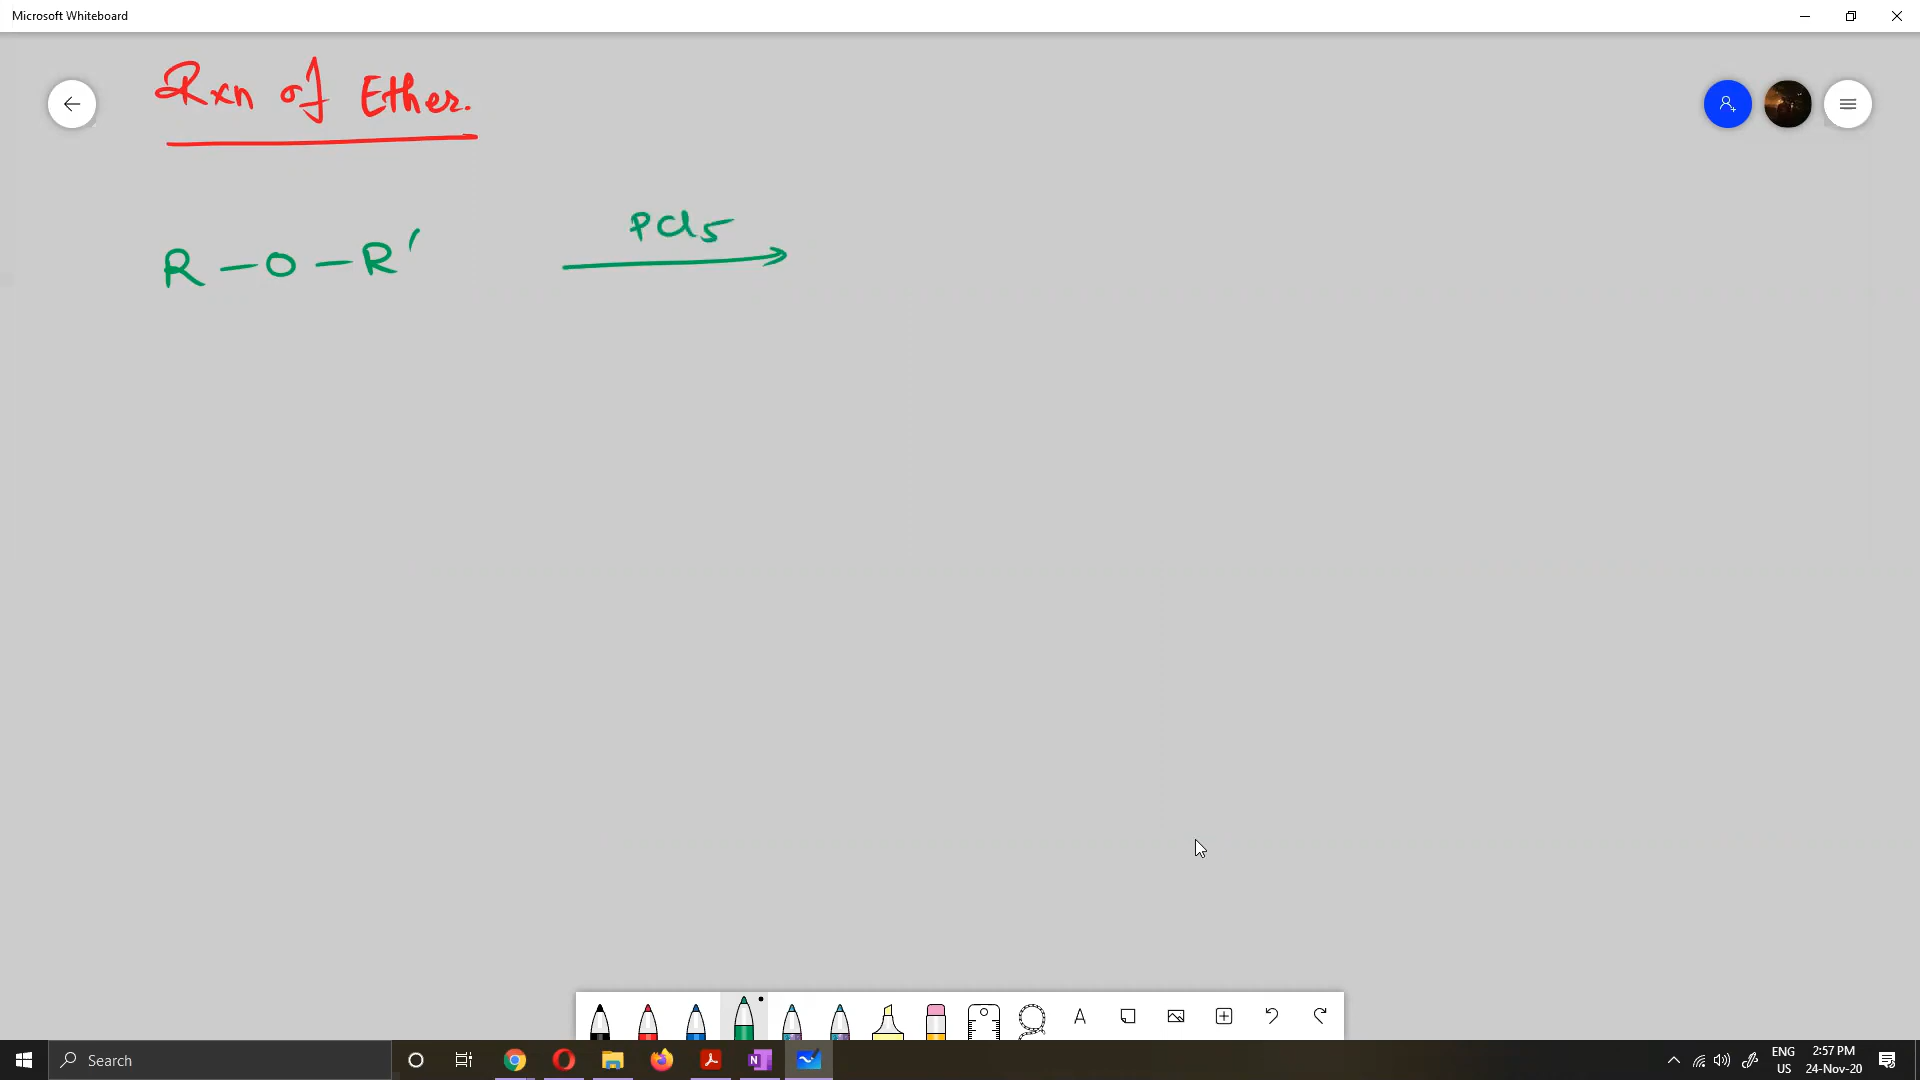 Microsoft Whiteboard
Rxn of Ether.
PCl5
R-O-R'
A
Search
ENG
US
2:57 PM
24-Nov-20